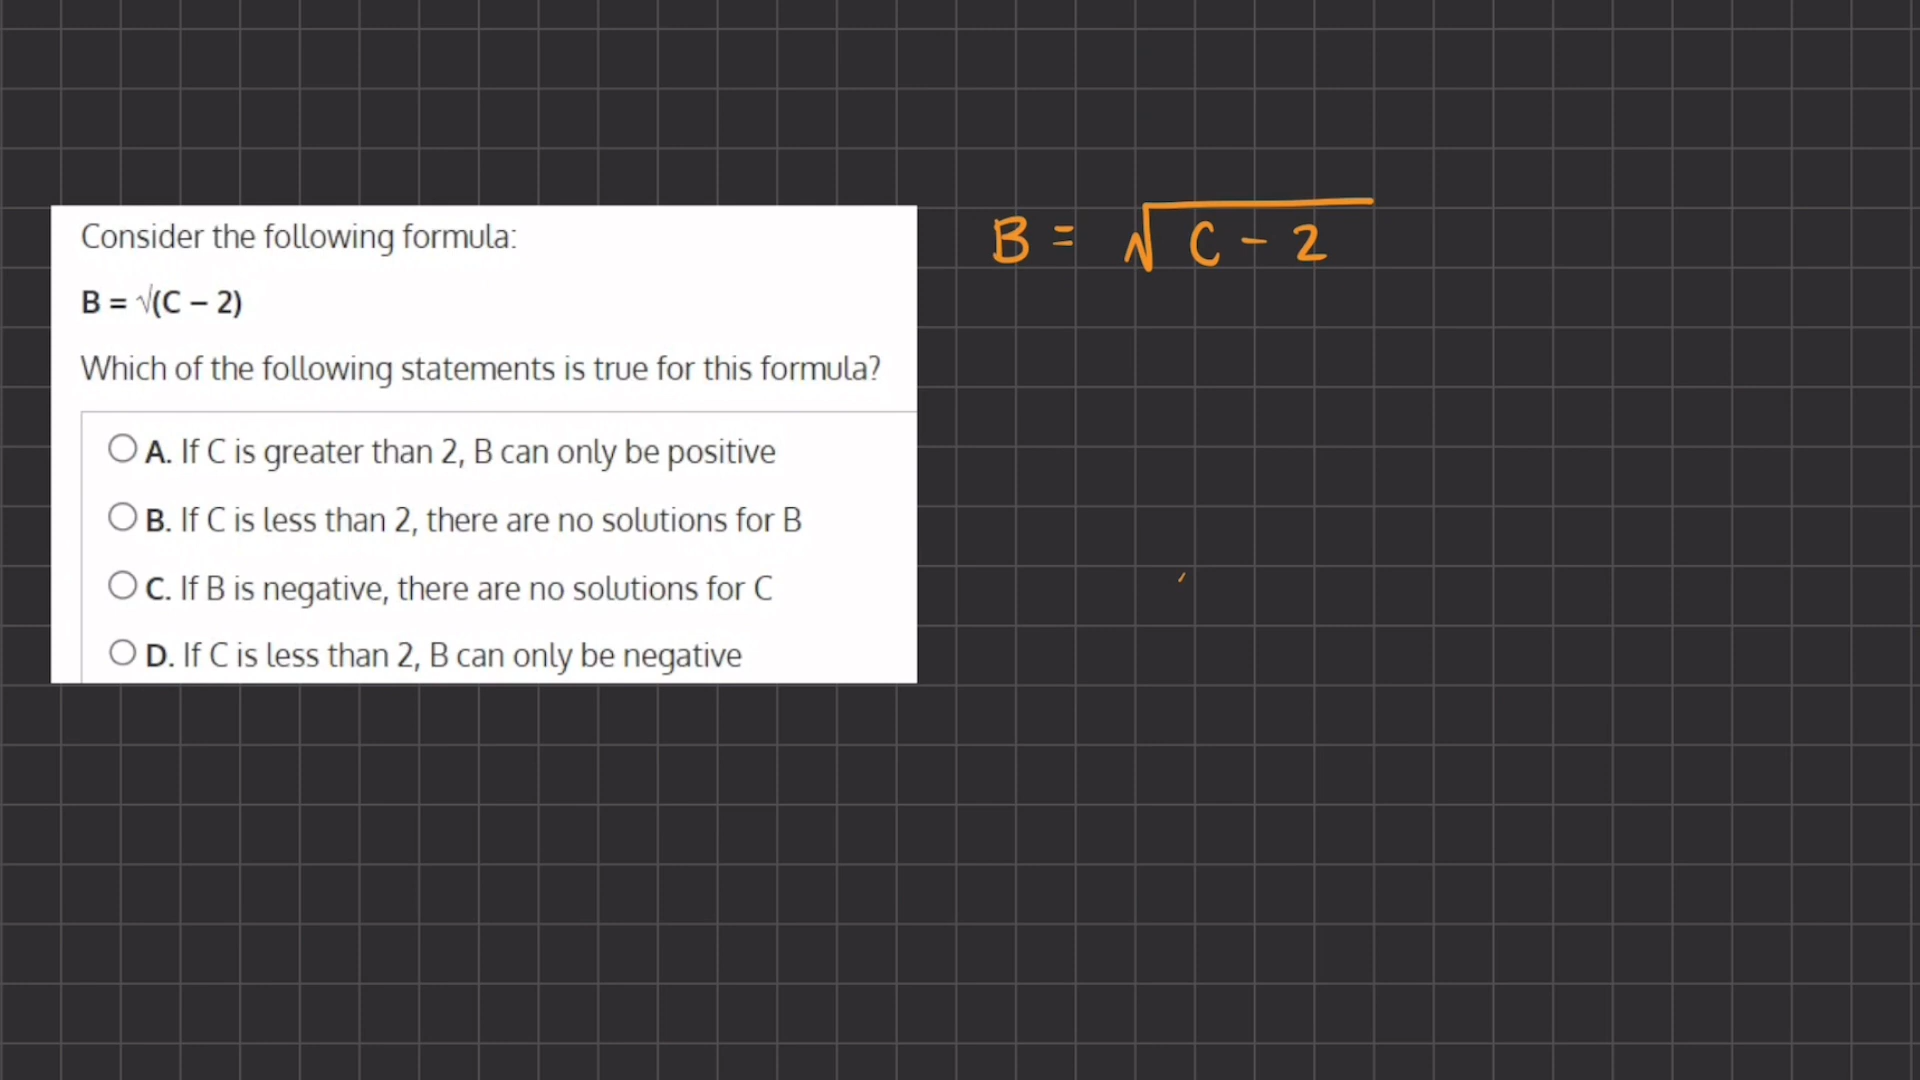 Consider the following formula:
B = √(C – 2)
Which of the following statements is true for this formula?
A. If C is greater than 2, B can only be positive
B. If C is less than 2, there are no solutions for B
C. If B is negative, there are no solutions for C
D. If C is less than 2, B can only be negative
B = √C - 2